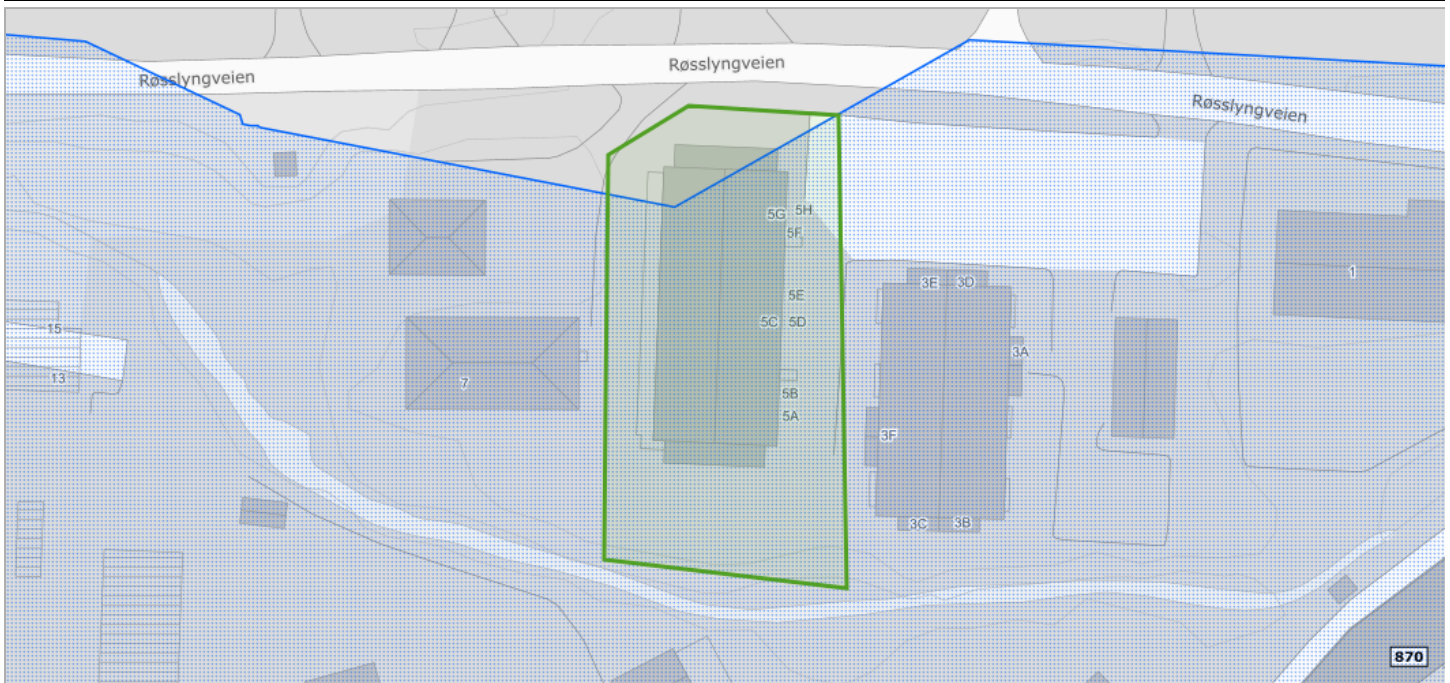 Røsslyngveien
Røsslyngveien
Røsslyngveien
5G
5H
5F
5E
5C
5D
5B
5A
3E
3D
3A
3F
3C
3B
1
15
13
7
870